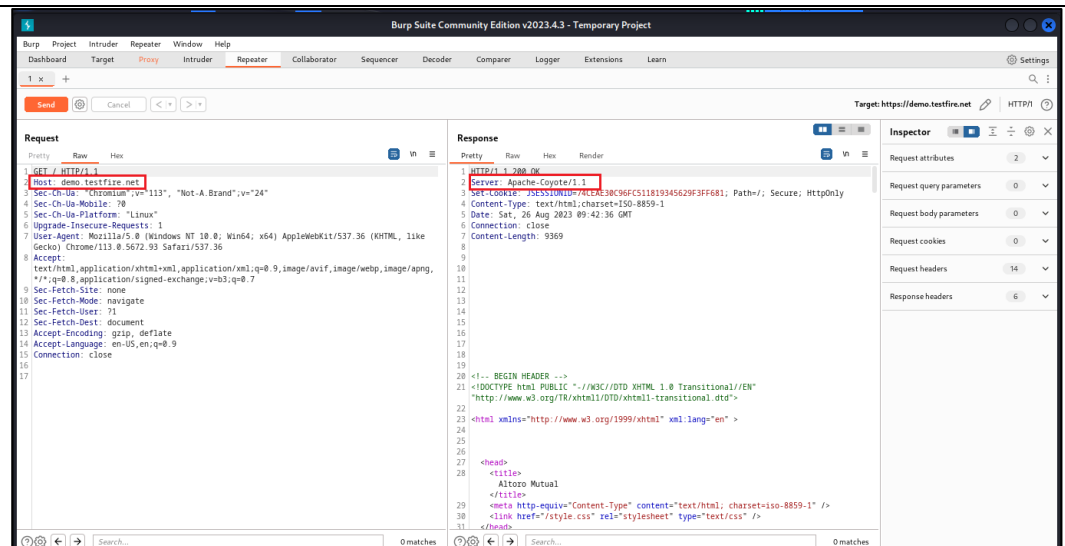 Burp Suite Community Edition v2023.4.3 - Temporary Project
Burp Project Intruder Repeater Window Help
Dashboard Target Proxy Intruder Repeater Collaborator Sequencer Decoder Comparer Logger Extensions Learn Settings
1 × +
Send Cancel < > Target: https://demo.testfire.net HTTP/1
Request
Pretty Raw Hex \n
1 GET / HTTP/1.1
2 Host: demo.testfire.net
3 Sec-Ch-Ua: "Chromium";v="113", "Not-A.Brand";v="24"
4 Sec-Ch-Ua-Mobile: ?0
5 Sec-Ch-Ua-Platform: "Linux"
6 Upgrade-Insecure-Requests: 1
7 User-Agent: Mozilla/5.0 (Windows NT 10.0; Win64; x64) AppleWebKit/537.36 (KHTML, like
Gecko) Chrome/113.0.5672.93 Safari/537.36
8 Accept:
text/html,application/xhtml+xml,application/xml;q=0.9,image/avif,image/webp,image/apng,
*/*;q=0.8,application/signed-exchange;v=b3;q=0.7
9 Sec-Fetch-Site: none
10 Sec-Fetch-Mode: navigate
11 Sec-Fetch-User: ?1
12 Sec-Fetch-Dest: document
13 Accept-Encoding: gzip, deflate
14 Accept-Language: en-US,en;q=0.9
15 Connection: close
16
17
Search... 0 matches
Response
Pretty Raw Hex Render \n
1 HTTP/1.1 200 OK
2 Server: Apache-Coyote/1.1
3 Set-Cookie: JSESSIONID=74CEAE30C96FC511819345629F3FF681; Path=/; Secure; HttpOnly
4 Content-Type: text/html;charset=ISO-8859-1
5 Date: Sat, 26 Aug 2023 09:42:36 GMT
6 Connection: close
7 Content-Length: 9369
8
9
10
11
12
13
14
15
16
17
18
19
20 <!-- BEGIN HEADER -->
21 <!DOCTYPE html PUBLIC "-//W3C//DTD XHTML 1.0 Transitional//EN"
"http://www.w3.org/TR/xhtml1/DTD/xhtml1-transitional.dtd">
22
23 <html xmlns="http://www.w3.org/1999/xhtml" xml:lang="en" >
24
25
26
27 <head>
28 <title>
Altoro Mutual
</title>
29 <meta http-equiv="Content-Type" content="text/html; charset=iso-8859-1" />
30 <link href="/style.css" rel="stylesheet" type="text/css" />
31 </head>
Search... 0 matches
Inspector
Request attributes 2
Request query parameters 0
Request body parameters 0
Request cookies 0
Request headers 14
Response headers 6